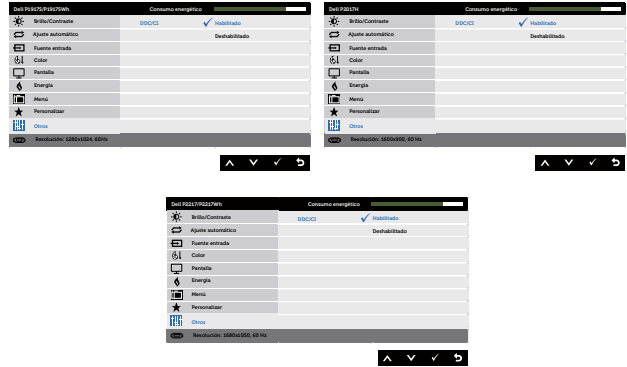 Dell P1917S/P1917SWh Consumo energético
Brillo/Contraste DDC/CI Habilitado
Ajuste automático Deshabilitado
Fuente entrada
Color
Pantalla
Energía
Menú
Personalizar
Otros
Resolución: 1280x1024, 60Hz
Dell P2017H Consumo energético
Brillo/Contraste DDC/CI Habilitado
Ajuste automático Deshabilitado
Fuente entrada
Color
Pantalla
Energía
Menú
Personalizar
Otros
Resolución: 1600x900, 60Hz
Dell P2217/P2217Wh Consumo energético
Brillo/Contraste DDC/CI Habilitado
Ajuste automático Deshabilitado
Fuente entrada
Color
Pantalla
Energía
Menú
Personalizar
Otros
Resolución: 1680x1050, 60 Hz